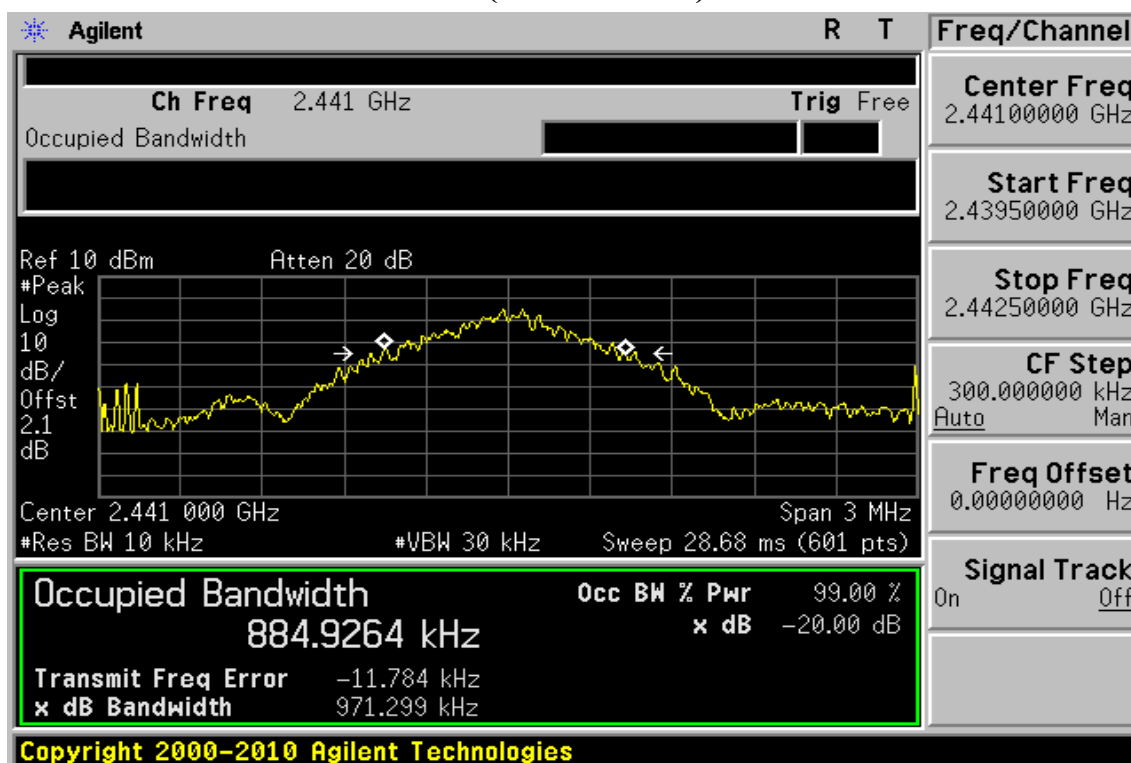 Agilent R T Freq/Channel
Ch Freq 2.441 GHz Trig Free
Occupied Bandwidth
Center Freq
2.44100000 GHz
Start Freq
2.43950000 GHz
Stop Freq
2.44250000 GHz
CF Step
300.000000 kHz
Auto Man
Freq Offset
0.00000000 Hz
Signal Track
On Off
Ref 10 dBm Atten 20 dB
#Peak
Log
10
dB/
Offst
2.1
dB
Center 2.441 000 GHz Span 3 MHz
#Res BW 10 kHz #VBW 30 kHz Sweep 28.68 ms (601 pts)
Occupied Bandwidth Occ BW % Pwr 99.00 %
884.9264 kHz x dB -20.00 dB
Transmit Freq Error -11.784 kHz
x dB Bandwidth 971.299 kHz
Copyright 2000-2010 Agilent Technologies